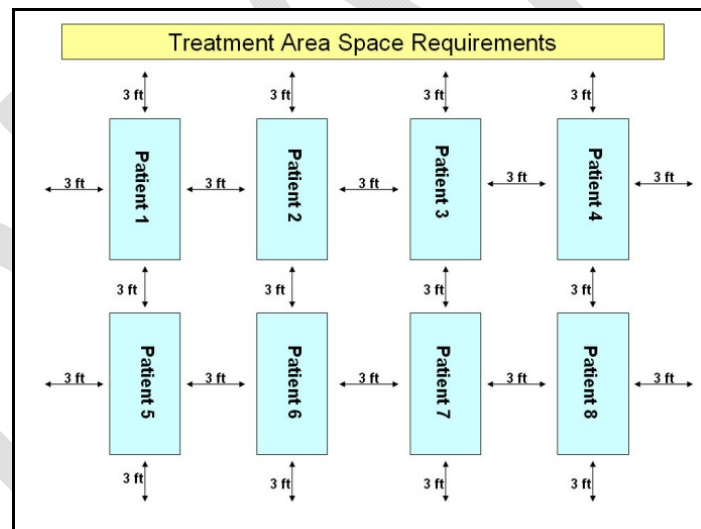 Treatment Area Space Requirements
3 ft 3 ft 3 ft 3 ft
Patient 1 Patient 2 Patient 3 Patient 4
3 ft 3 ft 3 ft 3 ft 3 ft
3 ft 3 ft 3 ft 3 ft
Patient 5 Patient 6 Patient 7 Patient 8
3 ft 3 ft 3 ft 3 ft 3 ft
3 ft 3 ft 3 ft 3 ft